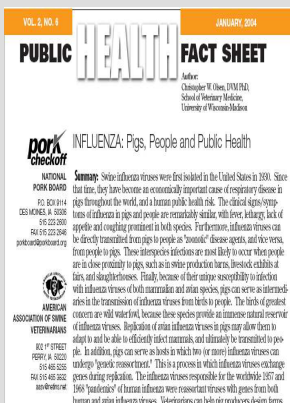 VOL. 2, NO. 6
JANUARY, 2004
PUBLIC HEALTH FACT SHEET
Author:
Christopher W. Olsen, DVM PhD,
School of Veterinary Medicine,
University of Wisconsin-Madison
pork
checkoff
INFLUENZA: Pigs, People and Public Health
NATIONAL
PORK BOARD
P.O. BOX 9114
DES MOINES, IA 50306
515 223 2600
FAX 515 223 2646
porkboard@porkboard.org
AMERICAN
ASSOCIATION OF SWINE
VETERINARIANS
902 1ST STREET
PERRY, IA 50220
515 465 5255
FAX 515 465 3832
aasv@netins.net
Summary: Swine influenza viruses were first isolated in the United States in 1930. Since
that time, they have become an economically important cause of respiratory disease in
pigs throughout the world, and a human public health risk. The clinical signs/symp-
toms of influenza in pigs and people are remarkably similar, with fever, lethargy, lack of
appetite and coughing prominent in both species. Furthermore, influenza viruses can
be directly transmitted from pigs to people as "zoonotic" disease agents, and vice versa,
from people to pigs. These interspecies infections are most likely to occur when people
are in close proximity to pigs, such as in swine production barns, livestock exhibits at
fairs, and slaughterhouses. Finally, because of their unique susceptibility to infection
with influenza viruses of both mammalian and avian species, pigs can serve as intermedi-
aries in the transmission of influenza viruses from birds to people. The birds of greatest
concern are wild waterfowl, because these species provide an immense natural reservoir
of influenza viruses. Replication of avian influenza viruses in pigs may allow them to
adapt to and be able to efficiently infect mammals, and ultimately be transmitted to peo-
ple. In addition, pigs can serve as hosts in which two (or more) influenza viruses can
undergo "genetic reassortment." This is a process in which influenza viruses exchange
genes during replication. The influenza viruses responsible for the worldwide 1957 and
1968 "pandemics" of human influenza were reassortant viruses with genes from both
human and avian influenza viruses. Veterinarians can help pig producers design farms